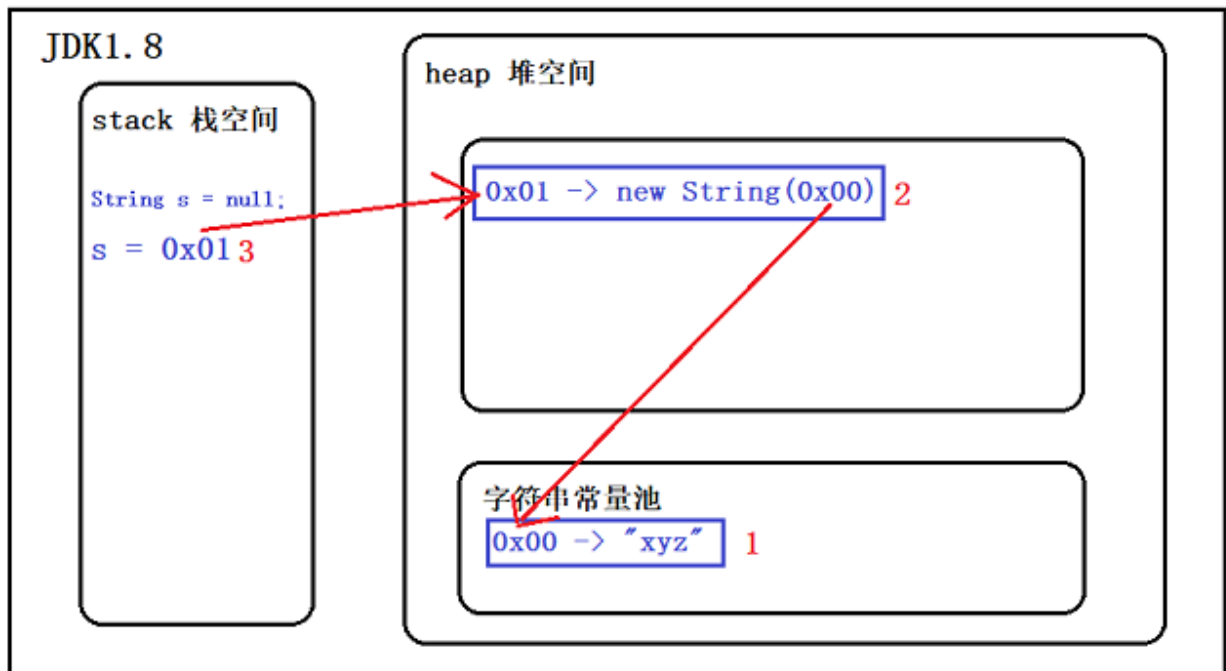 JDK1.8
stack 栈空间
String s = null;
s = 0x01 3
heap 堆空间
0x01 -> new String(0x00) 2
字符串常量池
0x00 -> "xyz" 1